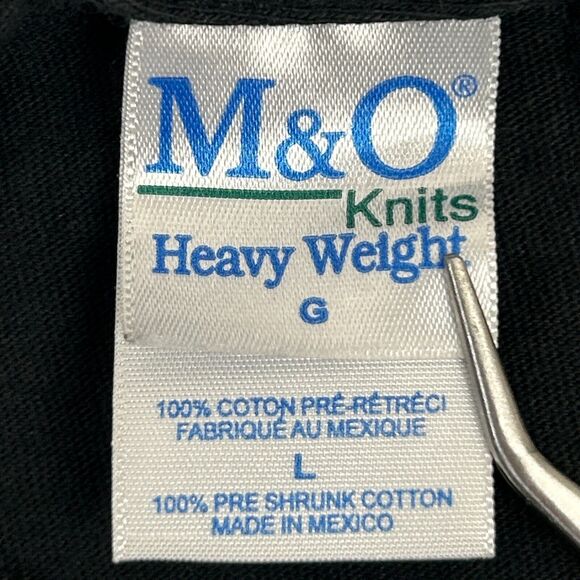 M&O®
Knits
Heavy Weight
G
100% COTON PRÉ-RÉTRÉCI
FABRIQUÉ AU MEXIQUE
L
100% PRE SHRUNK COTTON
MADE IN MEXICO